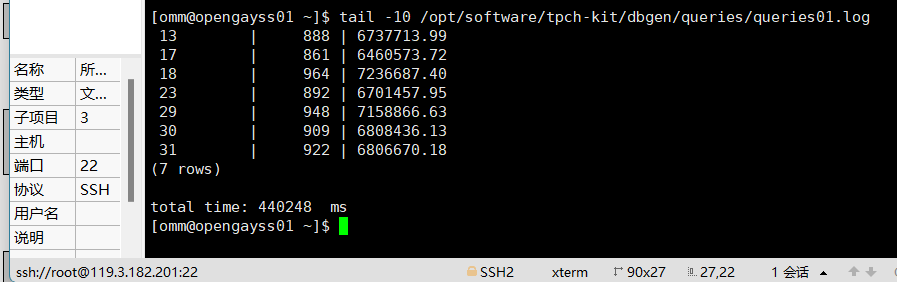 [omm@opengayss01 ~]$ tail -10 /opt/software/tpch-kit/dbgen/queries/queries01.log
13 | 888 | 6737713.99
17 | 861 | 6460573.72
18 | 964 | 7236687.40
23 | 892 | 6701457.95
29 | 948 | 7158866.63
30 | 909 | 6808436.13
31 | 922 | 6806670.18
(7 rows)
total time: 440248 ms
[omm@opengayss01 ~]$
名称 所...
类型 文...
子项目 3
主机
端口 22
协议 SSH
用户名
说明
ssh://root@119.3.182.201:22 SSH2 xterm 90x27 27,22 1 会话